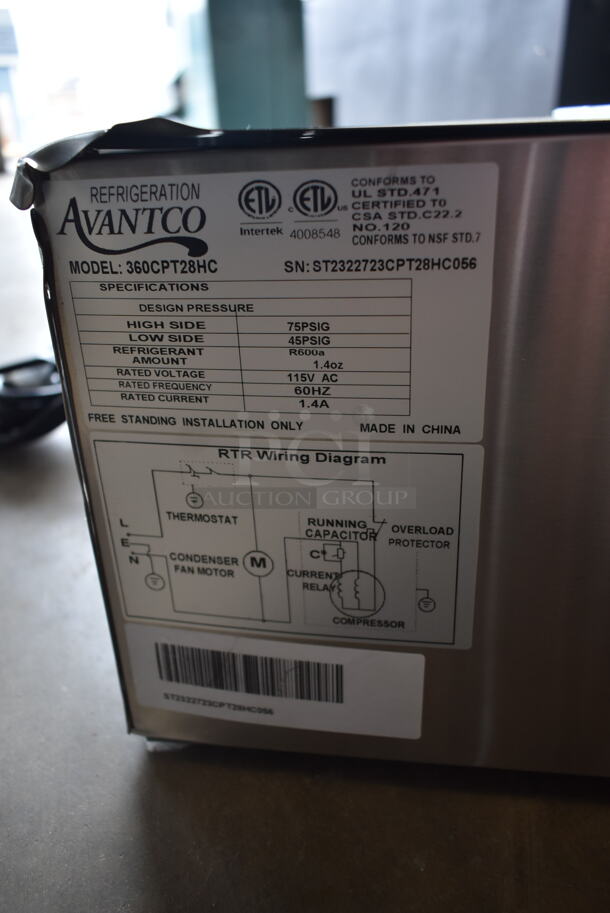 REFRIGERATION
AVANTCO
Intertek
C US
4008548
CONFORMS TO
UL STD.471
CERTIFIED TO
CSA STD.C22.2
NO.120
CONFORMS TO NSF STD.7
MODEL: 360CPT28HC
SN: ST2322723CPT28HC056
SPECIFICATIONS
DESIGN PRESSURE
HIGH SIDE 75PSIG
LOW SIDE 45PSIG
REFRIGERANT R600a
AMOUNT 1.4oz
RATED VOLTAGE 115V AC
RATED FREQUENCY 60HZ
RATED CURRENT 1.4A
FREE STANDING INSTALLATION ONLY
MADE IN CHINA
PCI
AUCTION GROUP
RTR Wiring Diagram
THERMOSTAT
RUNNING
CAPACITOR
OVERLOAD
PROTECTOR
L
E
N
CONDENSER
FAN MOTOR
M
C
CURRENT
RELAY
COMPRESSOR
ST2322723CPT28HC056